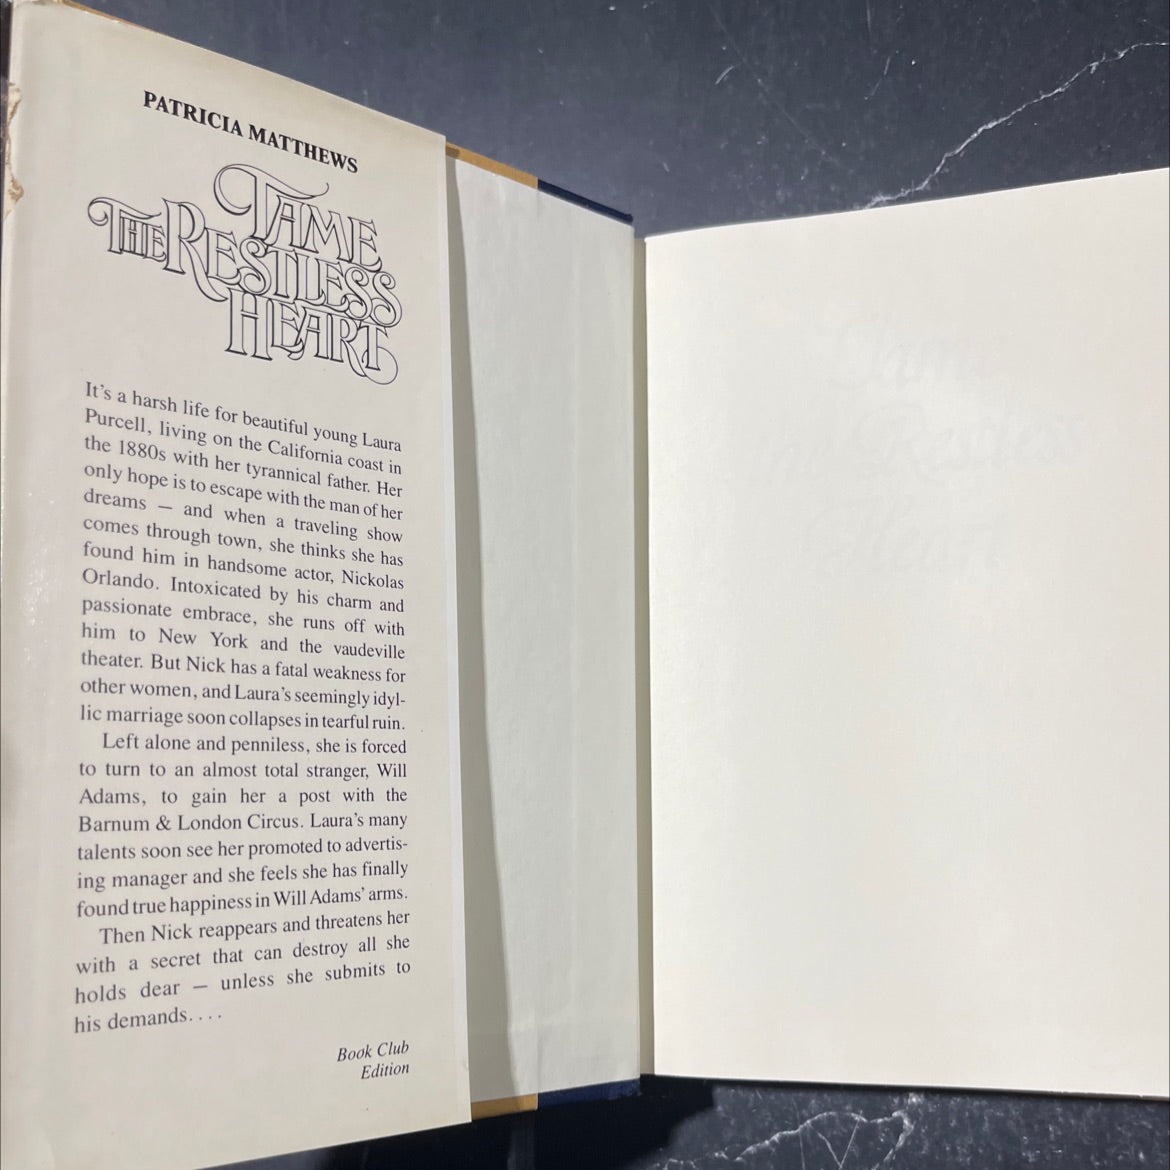 PATRICIA MATTHEWS
TAME
THE RESTLESS
HEART
It's a harsh life for beautiful young Laura
Purcell, living on the California coast in
the 1880s with her tyrannical father. Her
only hope is to escape with the man of her
dreams — and when a traveling show
comes through town, she thinks she has
found him in handsome actor, Nickolas
Orlando. Intoxicated by his charm and
passionate embrace, she runs off with
him to New York and the vaudeville
theater. But Nick has a fatal weakness for
other women, and Laura's seemingly idyl-
lic marriage soon collapses in tearful ruin.
Left alone and penniless, she is forced
to turn to an almost total stranger, Will
Adams, to gain her a post with the
Barnum & London Circus. Laura's many
talents soon see her promoted to advertis-
ing manager and she feels she has finally
found true happiness in Will Adams' arms.
Then Nick reappears and threatens her
with a secret that can destroy all she
holds dear — unless she submits to
his demands....
Book Club
Edition